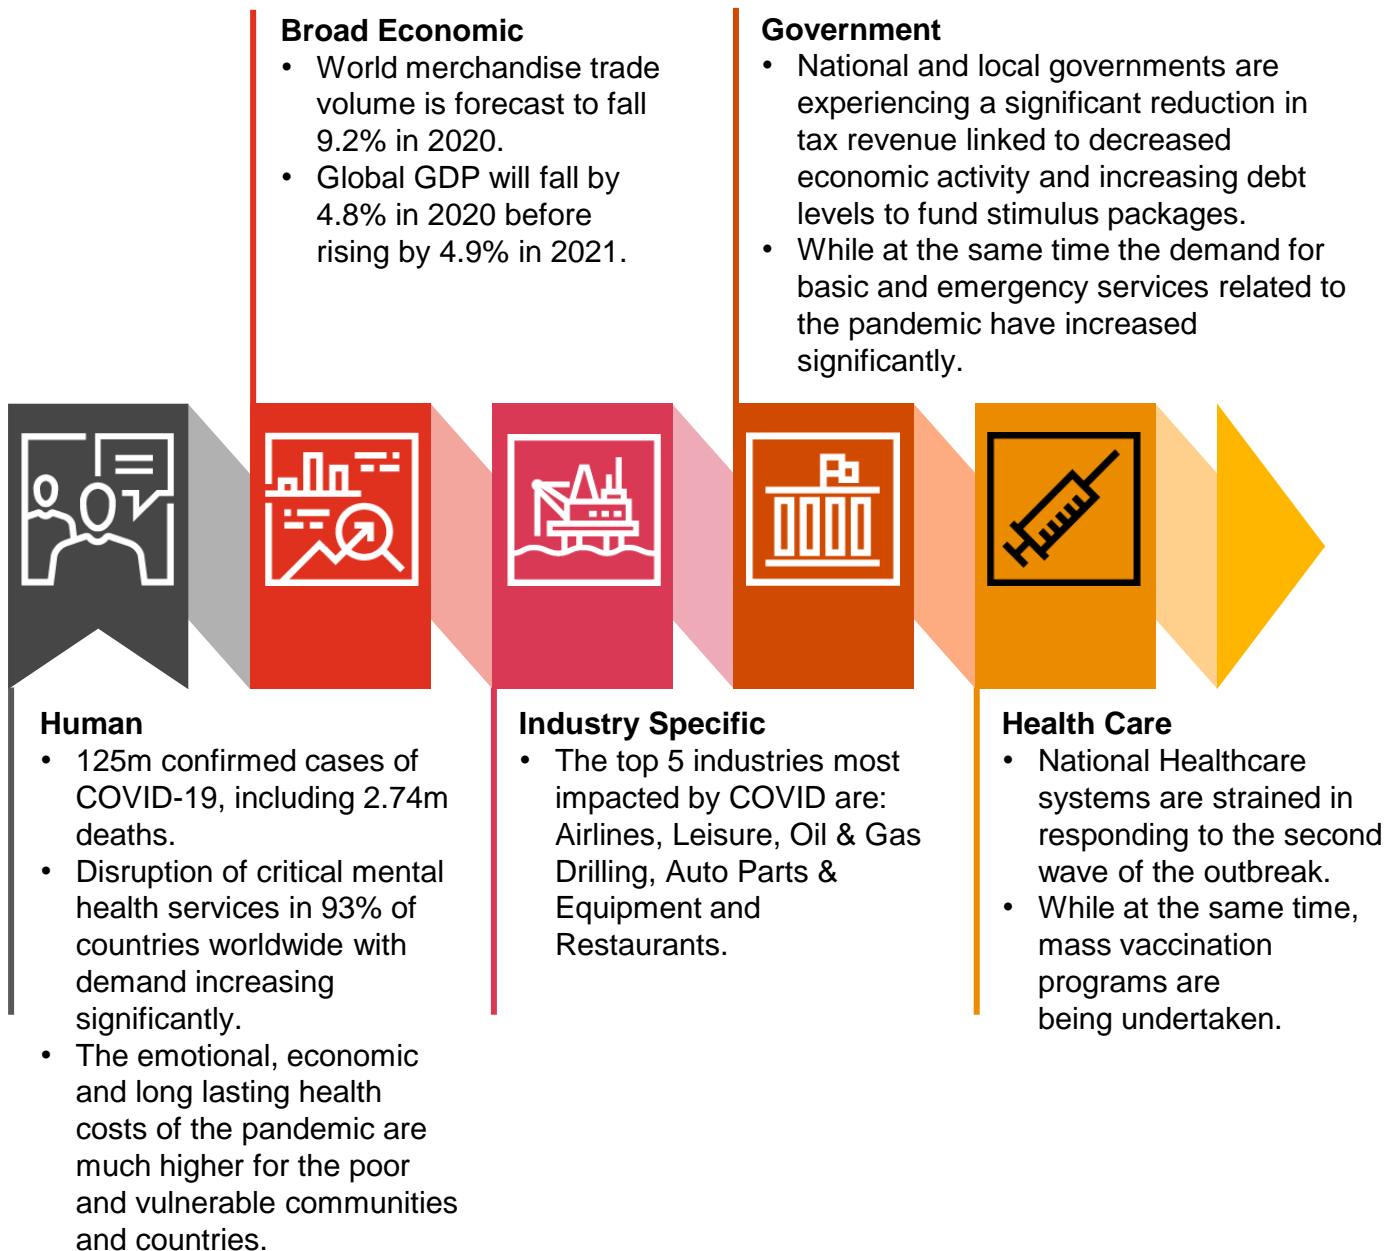 Broad Economic
• World merchandise trade
volume is forecast to fall
9.2% in 2020.
• Global GDP will fall by
4.8% in 2020 before
rising by 4.9% in 2021.
Government
• National and local governments are
experiencing a significant reduction in
tax revenue linked to decreased
economic activity and increasing debt
levels to fund stimulus packages.
• While at the same time the demand for
basic and emergency services related to
the pandemic have increased
significantly.
Human
• 125m confirmed cases of
COVID-19, including 2.74m
deaths.
• Disruption of critical mental
health services in 93% of
countries worldwide with
demand increasing
significantly.
• The emotional, economic
and long lasting health
costs of the pandemic are
much higher for the poor
and vulnerable communities
and countries.
Industry Specific
• The top 5 industries most
impacted by COVID are:
Airlines, Leisure, Oil & Gas
Drilling, Auto Parts &
Equipment and
Restaurants.
Health Care
• National Healthcare
systems are strained in
responding to the second
wave of the outbreak.
• While at the same time,
mass vaccination
programs are
being undertaken.